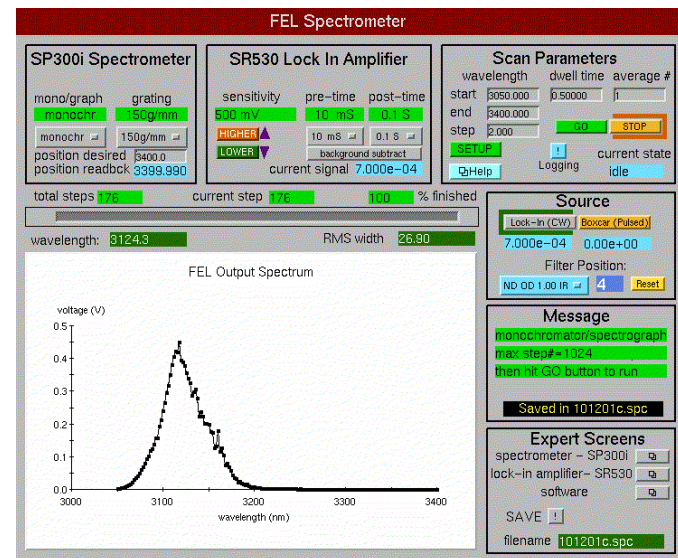 FEL Spectrometer
SP300i Spectrometer
mono/graph grating
monochr 150g/mm
monochr 150g/mm
position desired 3400.0
position readbck 3399.990
SR530 Lock In Amplifier
sensitivity pre-time post-time
500 mV 10 mS 0.1 S
HIGHER 10 mS 0.1 S
LOWER background subtract
current signal 7.000e-04
Scan Parameters
wavelength dwell time average #
start 3050.000 0.50000 1
end 3400.000
step 2.000 GO STOP
SETUP ! current state
Help Logging idle
total steps 176 current step 176 100 % finished
wavelength: 3124.3 RMS width 26.90
FEL Output Spectrum
voltage (V)
0.5
0.4
0.3
0.2
0.1
0.0
3000 3100 3200 3300 3400
wavelength (nm)
Source
Lock-In (CW) Boxcar (Pulsed)
7.000e-04 0.00e+00
Filter Position:
ND OD 1.00 IR 4 Reset
Message
monochromator/spectrograph
max step#=1024
then hit GO button to run
Saved in 101201c.spc
Expert Screens
spectrometer - SP300i
lock-in amplifier- SR530
software
SAVE !
filename 101201c.spc